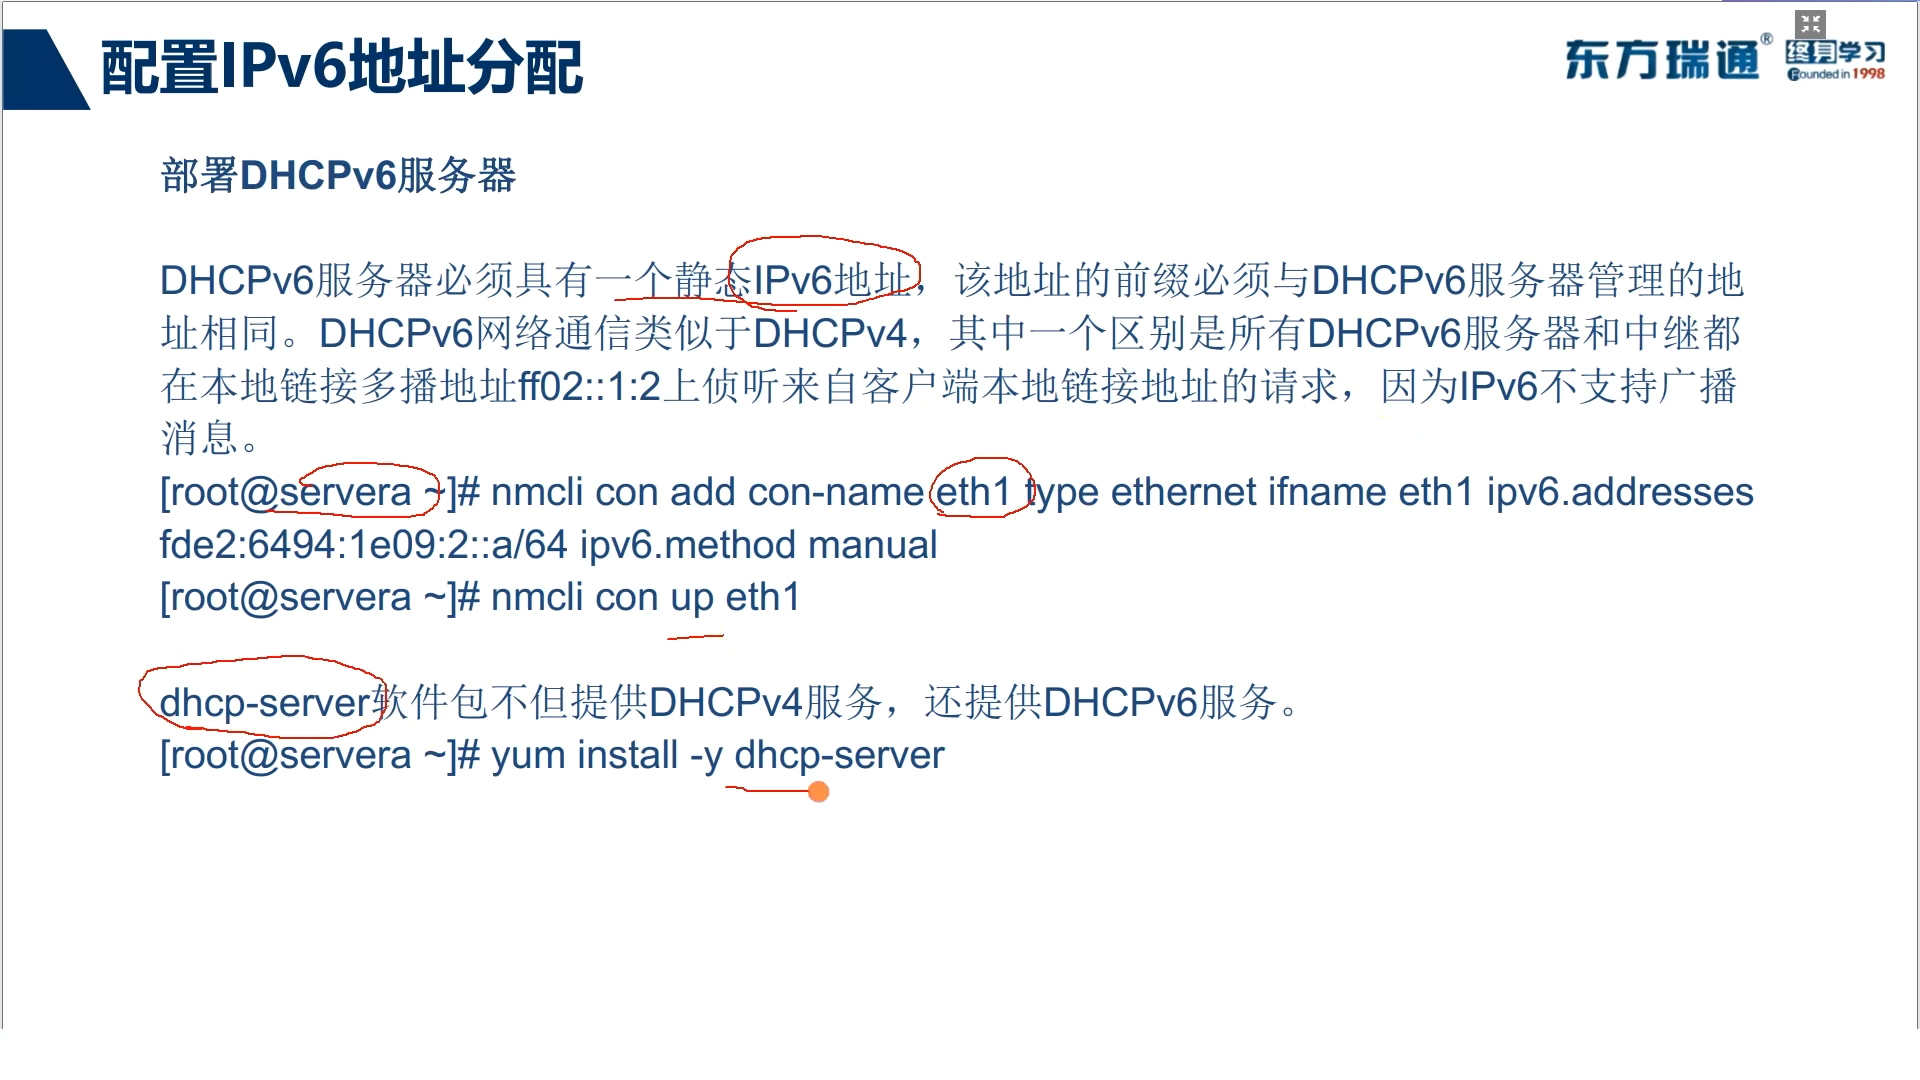 配置IPv6地址分配
东方瑞通® 终身学习
Founded in 1998
部署DHCPv6服务器
DHCPv6服务器必须具有一个静态IPv6地址，该地址的前缀必须与DHCPv6服务器管理的地
址相同。DHCPv6网络通信类似于DHCPv4，其中一个区别是所有DHCPv6服务器和中继都
在本地链接多播地址ff02::1:2上侦听来自客户端本地链接地址的请求，因为IPv6不支持广播
消息。
[root@servera ~]# nmcli con add con-name eth1 type ethernet ifname eth1 ipv6.addresses
fde2:6494:1e09:2::a/64 ipv6.method manual
[root@servera ~]# nmcli con up eth1
dhcp-server软件包不但提供DHCPv4服务，还提供DHCPv6服务。
[root@servera ~]# yum install -y dhcp-server